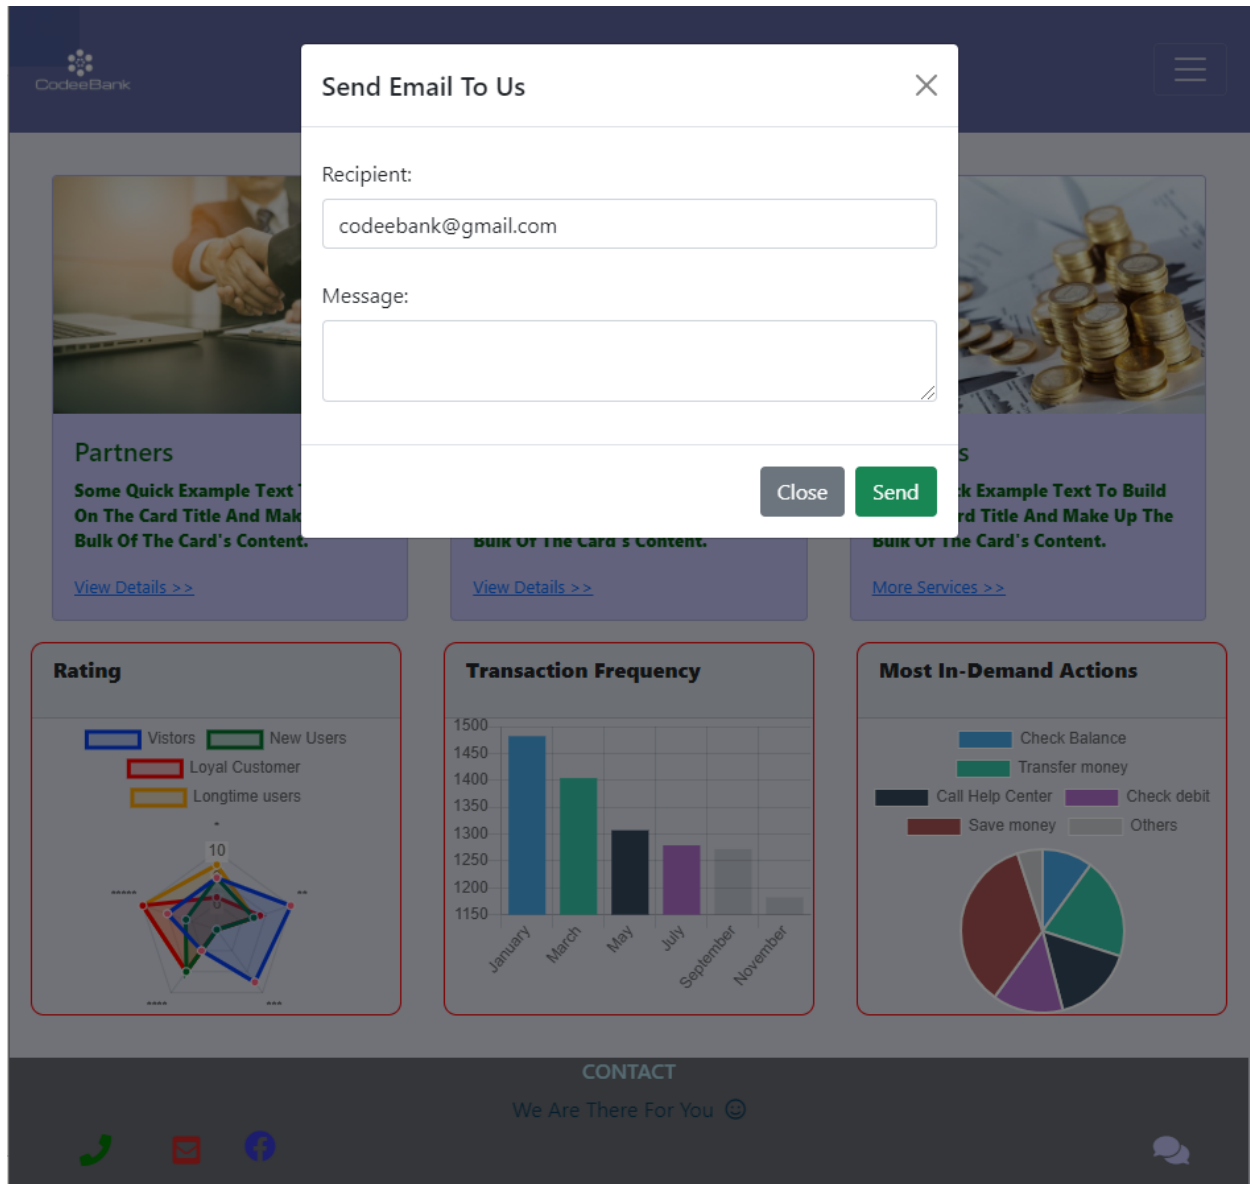 CodeeBank
Send Email To Us
Recipient:
codeebank@gmail.com
Message:
Close
Send
Partners
Some Quick Example Text
On The Card Title And Mak
Bulk Of The Card's Content.
View Details >>
Bulk Of The Card's Content.
View Details >>
s
k Example Text To Build
rd Title And Make Up The
Bulk Of The Card's Content.
More Services >>
Rating
Vistors
New Users
Loyal Customer
Longtime users
*
10
**
***
****
*****
Transaction Frequency
1500
1450
1400
1350
1300
1250
1200
1150
January
March
May
July
September
November
Most In-Demand Actions
Check Balance
Transfer money
Call Help Center
Check debit
Save money
Others
CONTACT
We Are There For You